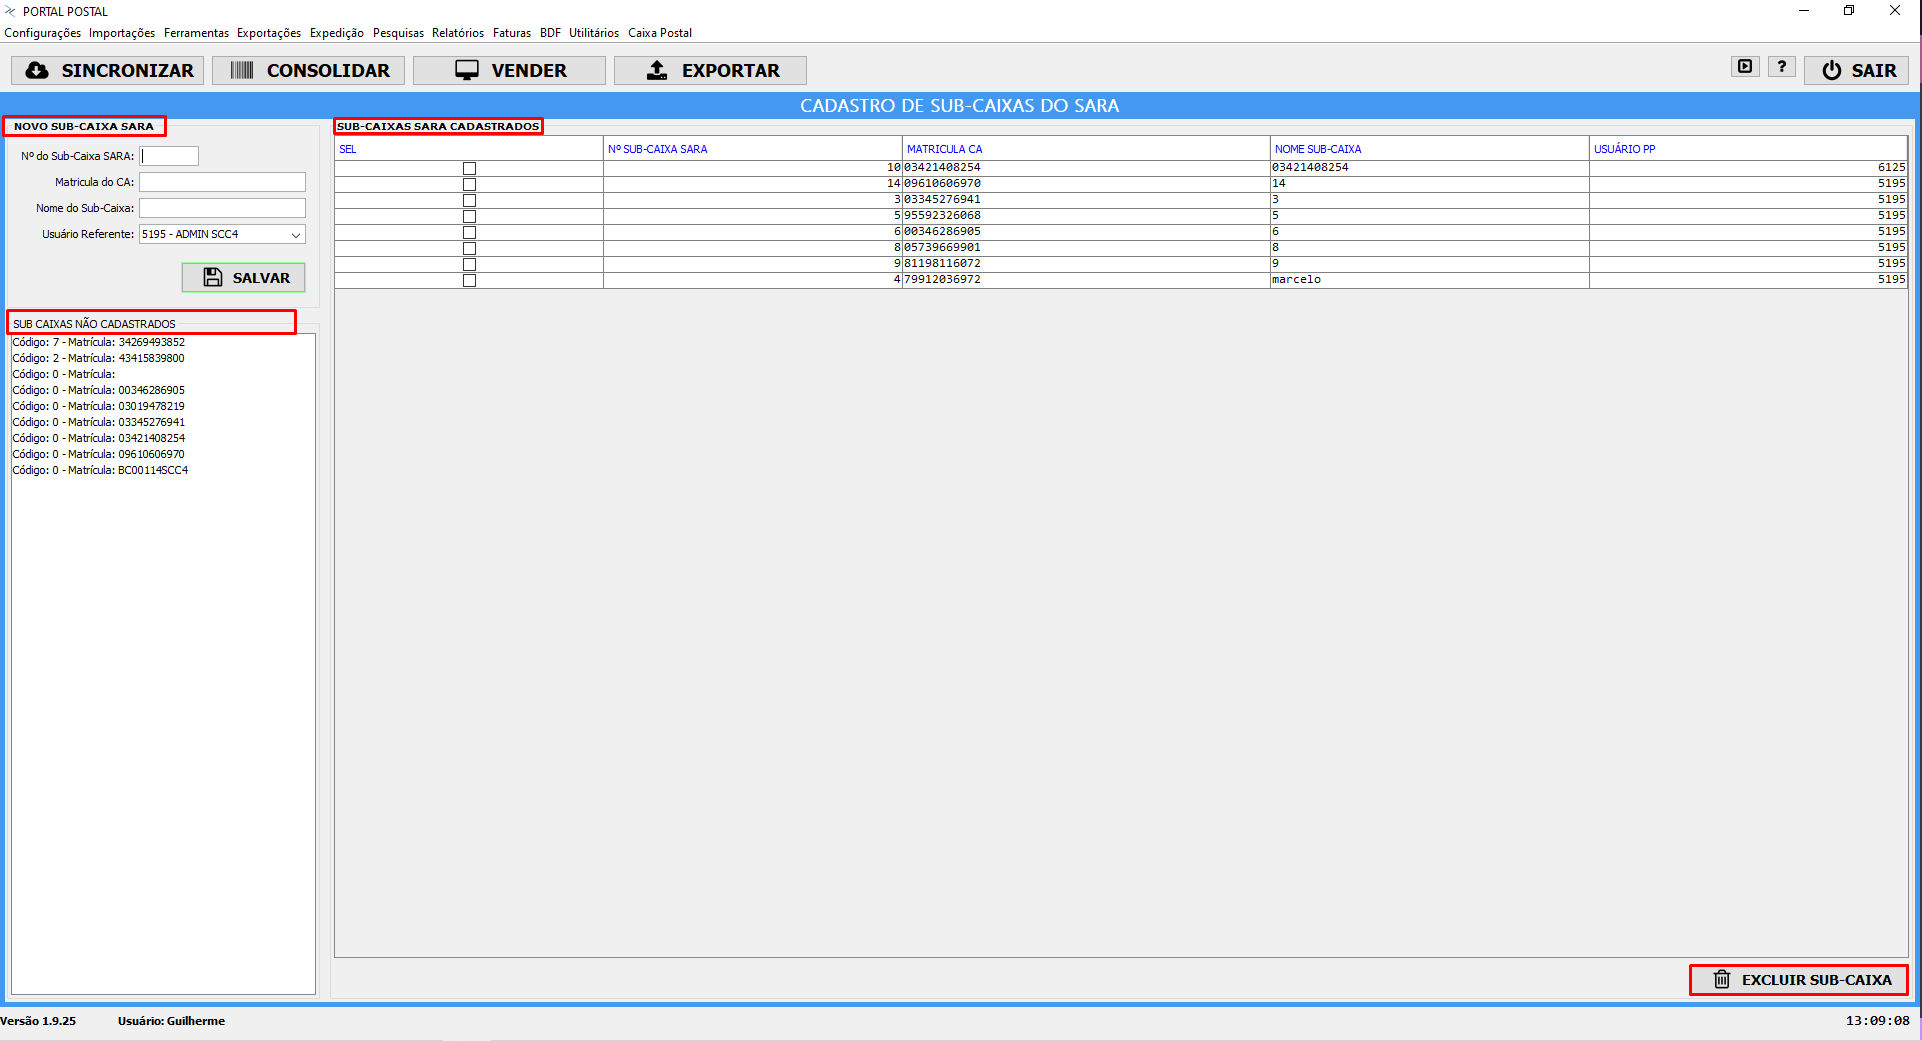 PORTAL POSTAL
Configurações Importações Ferramentas Exportações Expedição Pesquisas Relatórios Faturas BDF Utilitários Caixa Postal
SINCRONIZAR CONSOLIDAR VENDER EXPORTAR ? SAIR
CADASTRO DE SUB-CAIXAS DO SARA
NOVO SUB-CAIXA SARA
Nº do Sub-Caixa SARA:
Matricula do CA:
Nome do Sub-Caixa:
Usuário Referente: 5195 - ADMIN SCC4
SALVAR
SUB CAIXAS NÃO CADASTRADOS
Código: 7 - Matrícula: 34269493852
Código: 2 - Matrícula: 43415839800
Código: 0 - Matrícula:
Código: 0 - Matrícula: 00346286905
Código: 0 - Matrícula: 03019478219
Código: 0 - Matrícula: 03345276941
Código: 0 - Matrícula: 03421408254
Código: 0 - Matrícula: 09610606970
Código: 0 - Matrícula: BC00114SCC4
SUB-CAIXAS SARA CADASTRADOS
SEL Nº SUB-CAIXA SARA MATRICULA CA NOME SUB-CAIXA USUÁRIO PP
10 03421408254 03421408254 6125
14 09610606970 14 5195
3 03345276941 3 5195
5 95592326068 5 5195
6 00346286905 6 5195
8 05739669901 8 5195
9 81198116072 9 5195
4 79912036972 marcelo 5195
EXCLUIR SUB-CAIXA
Versão 1.9.25 Usuário: Guilherme 13:09:08